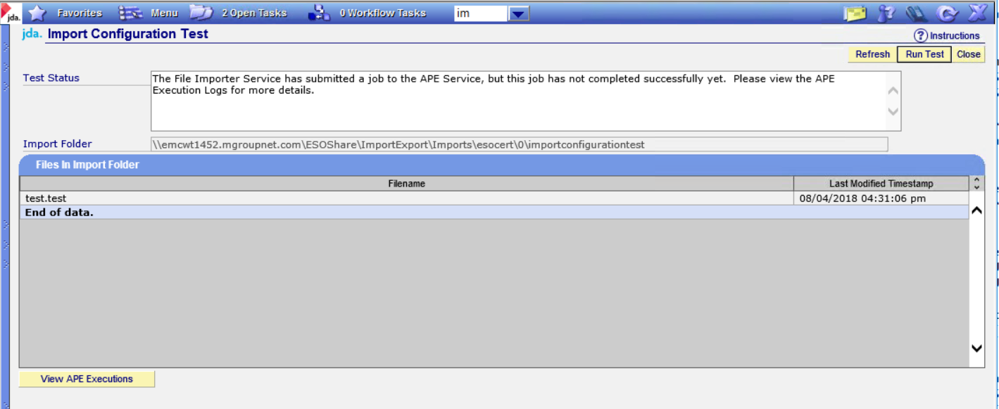 jda. Favorites Menu 2 Open Tasks 0 Workflow Tasks im
jda. Import Configuration Test
? Instructions
Refresh Run Test Close
Test Status
The File Importer Service has submitted a job to the APE Service, but this job has not completed successfully yet. Please view the APE
Execution Logs for more details.
Import Folder \\emcwt1452.mgroupnet.com\ESOShare\ImportExport\Imports\esocert\0\importconfigurationtest
Files In Import Folder
Filename Last Modified Timestamp
test.test 08/04/2018 04:31:06 pm
End of data.
View APE Executions